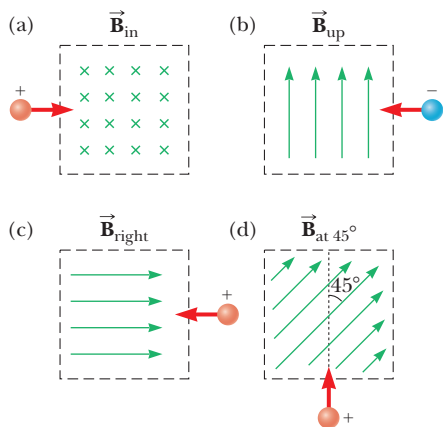 (a) B⃗in
(b) B⃗up
+
−
(c) B⃗right
(d) B⃗at 45°
45°
+
+